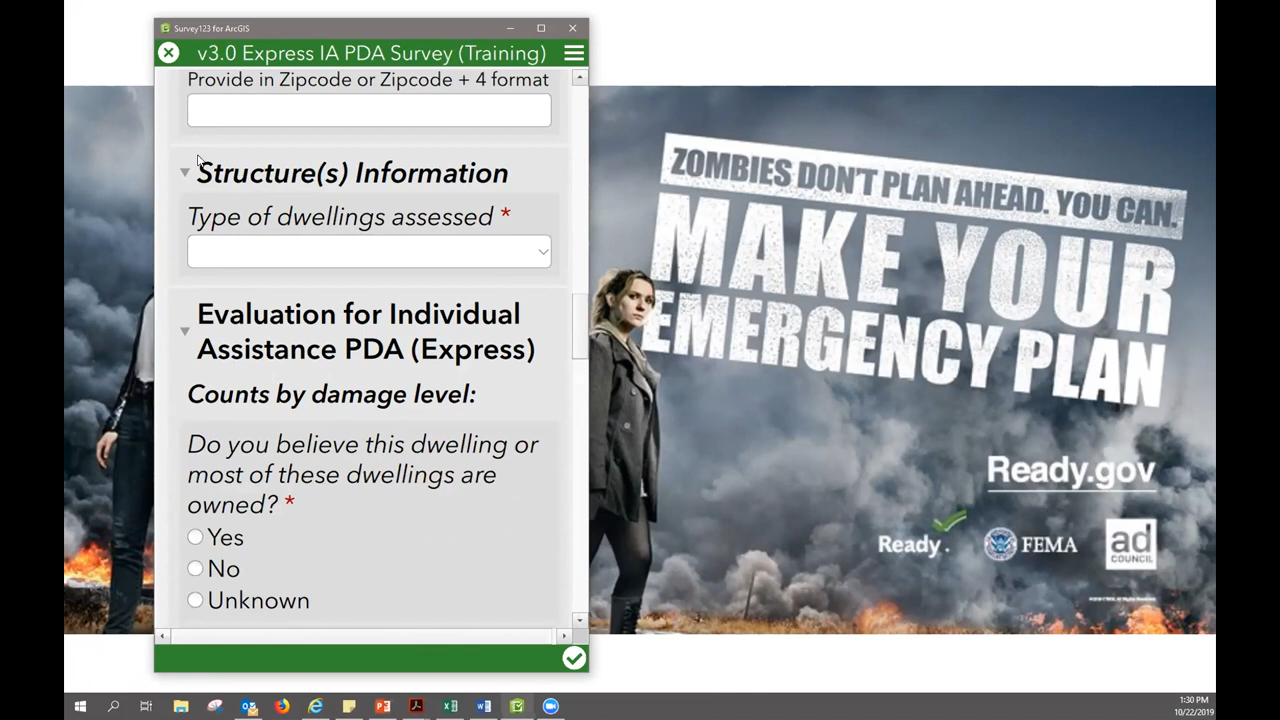 Survey123 for ArcGIS
v3.0 Express IA PDA Survey (Training)
Provide in Zipcode or Zipcode + 4 format
Structure(s) Information
Type of dwellings assessed *
Evaluation for Individual
Assistance PDA (Express)
Counts by damage level:
Do you believe this dwelling or
most of these dwellings are
owned? *
Yes
No
Unknown
ZOMBIES DON'T PLAN AHEAD. YOU CAN.
MAKE YOUR
EMERGENCY PLAN
Ready.gov
Ready.
FEMA
ad
COUNCIL
1:30 PM
10/22/2019